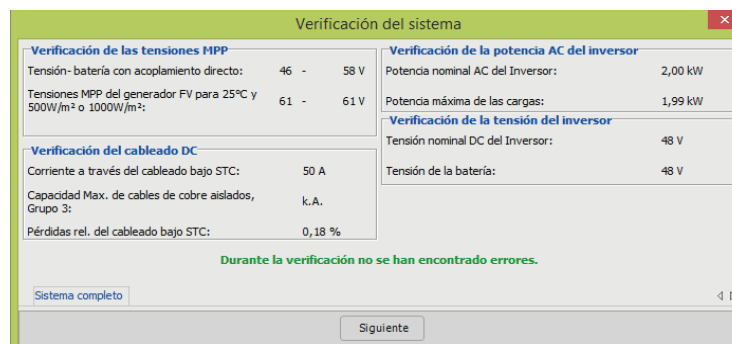 Verificación del sistema
Verificación de las tensiones MPP
Tensión- batería con acoplamiento directo: 46 - 58 V
Tensiones MPP del generador FV para 25°C y
500W/m² o 1000W/m²: 61 - 61 V
Verificación del cableado DC
Corriente a través del cableado bajo STC: 50 A
Capacidad Max. de cables de cobre aislados,
Grupo 3: k.A.
Pérdidas rel. del cableado bajo STC: 0,18 %
Verificación de la potencia AC del inversor
Potencia nominal AC del Inversor: 2,00 kW
Potencia máxima de las cargas: 1,99 kW
Verificación de la tensión del inversor
Tensión nominal DC del Inversor: 48 V
Tensión de la batería: 48 V
Durante la verificación no se han encontrado errores.
Sistema completo
Siguiente